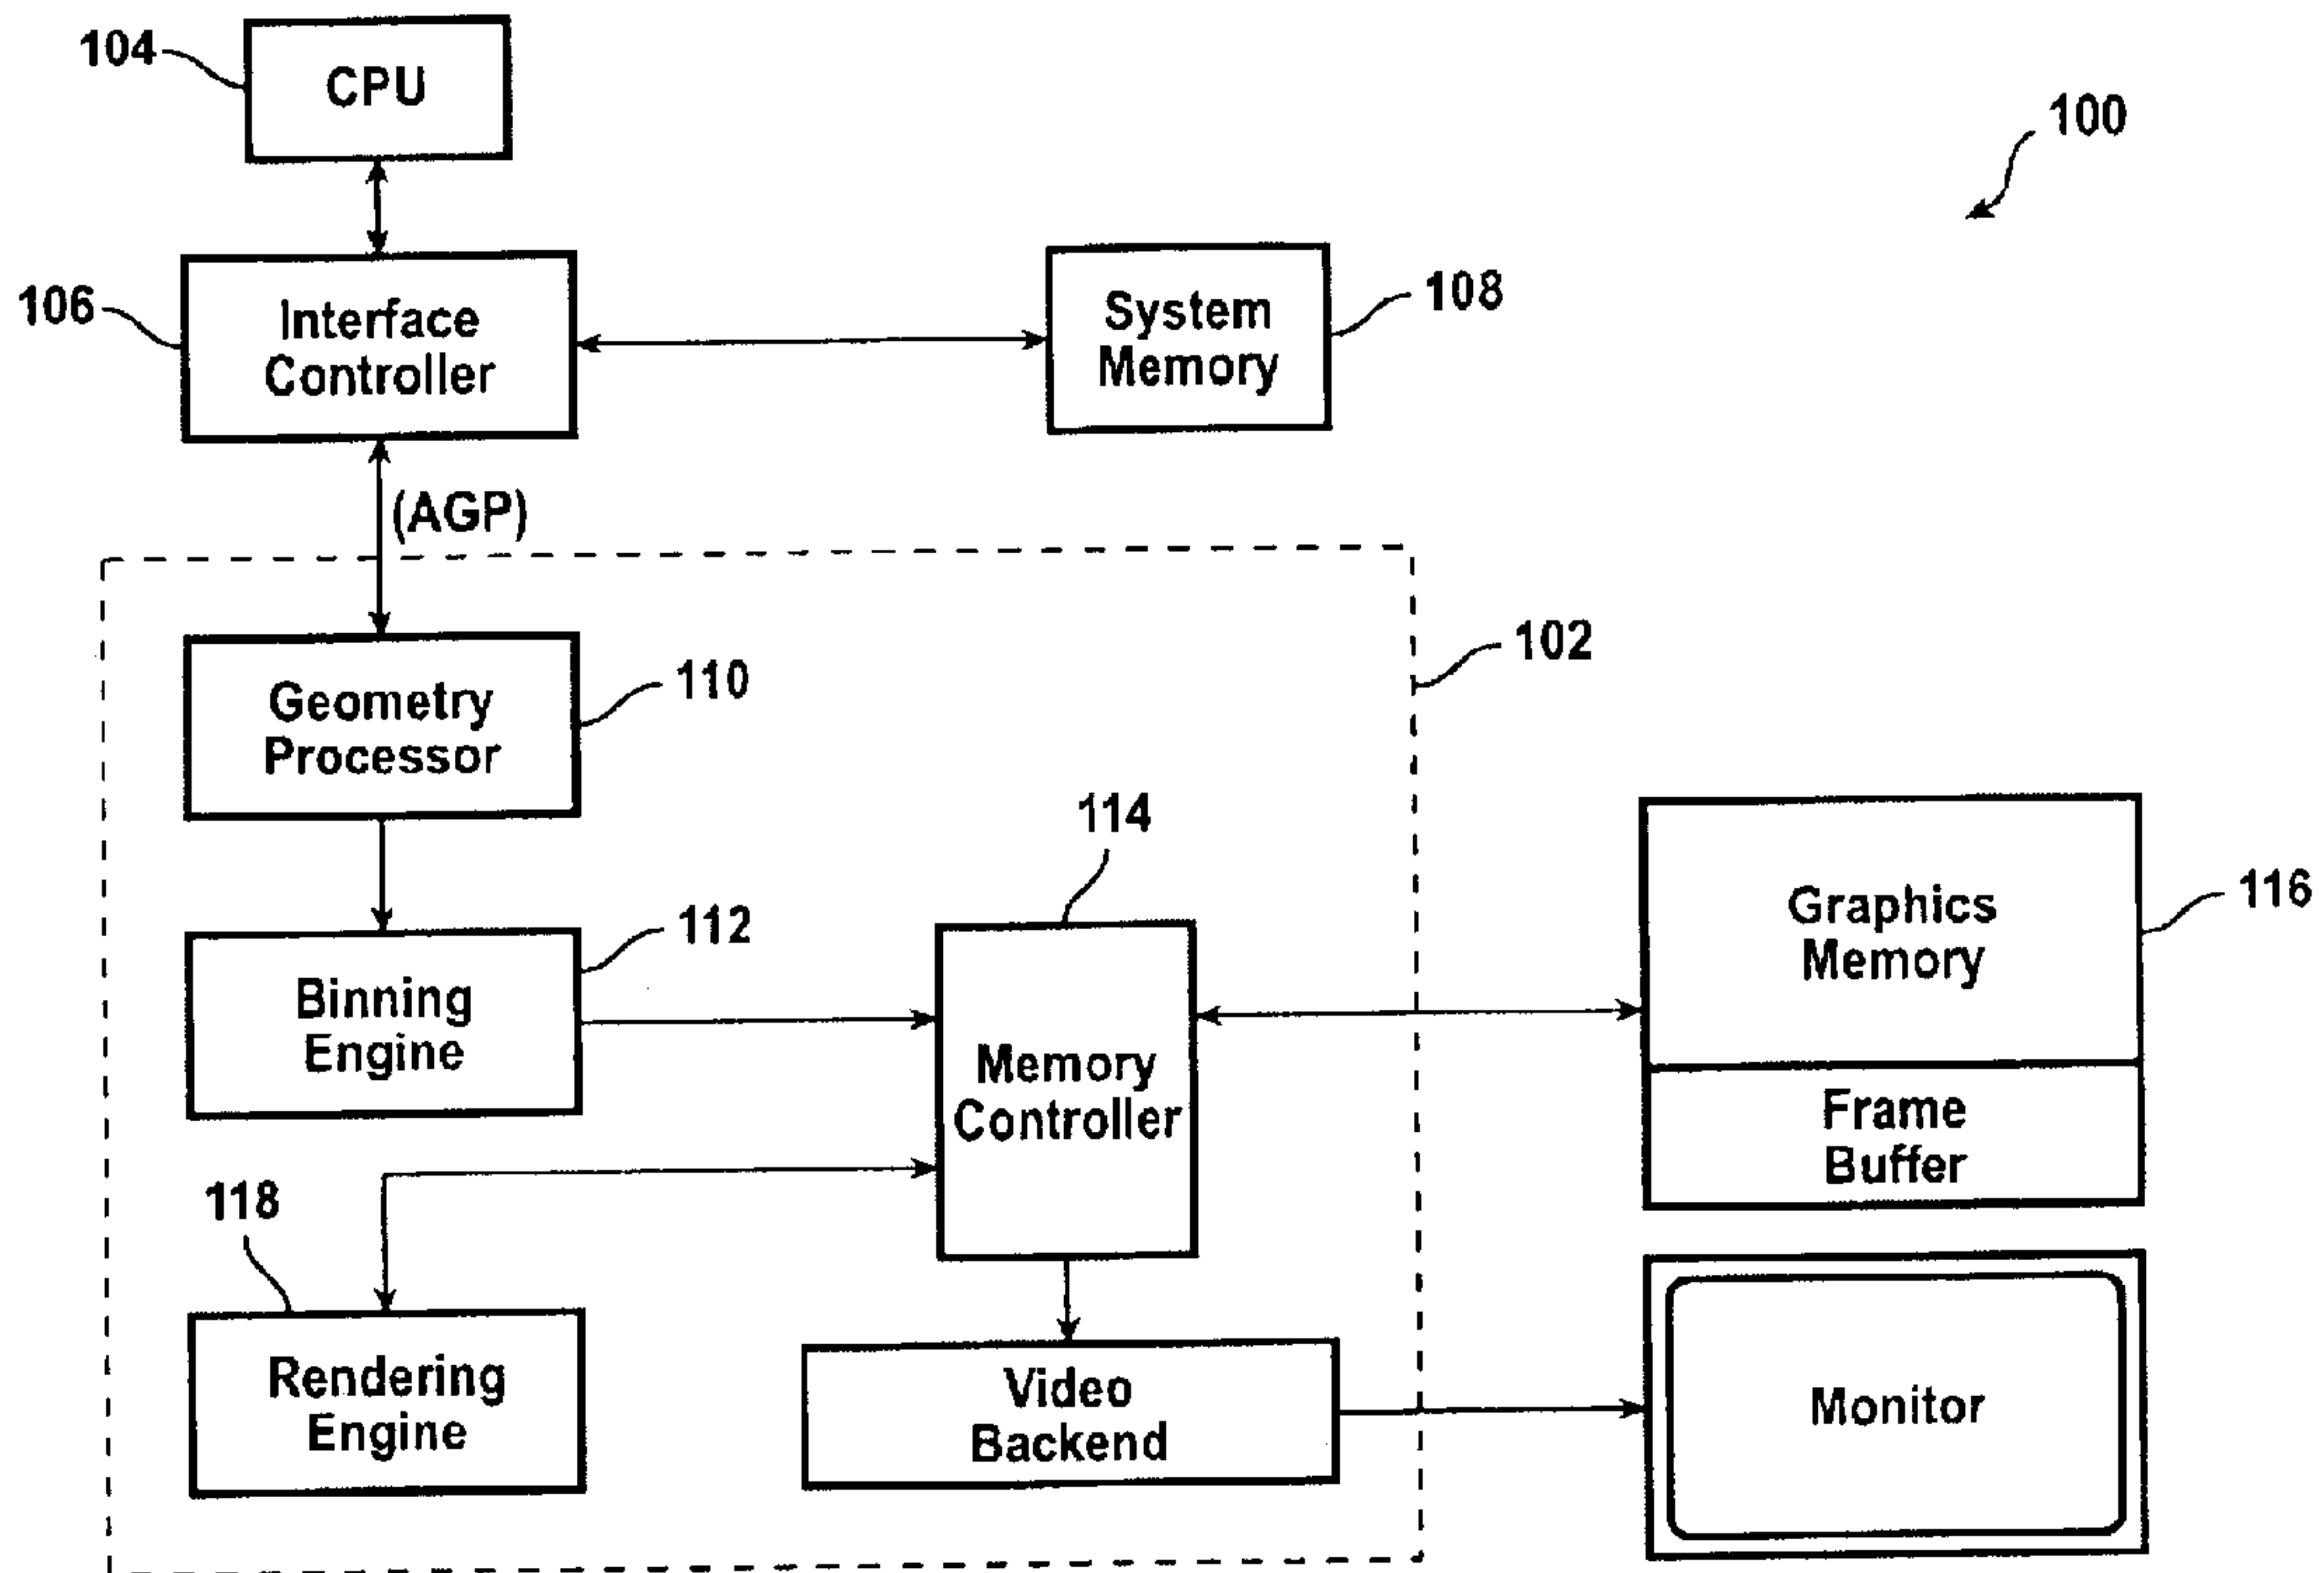 104
CPU
100
106
Interface
Controller
System
Memory
108
(AGP)
102
Geometry
Processor
110
114
Graphics
Memory
116
112
Binning
Engine
Memory
Controller
Frame
Buffer
118
Rendering
Engine
Video
Backend
Monitor